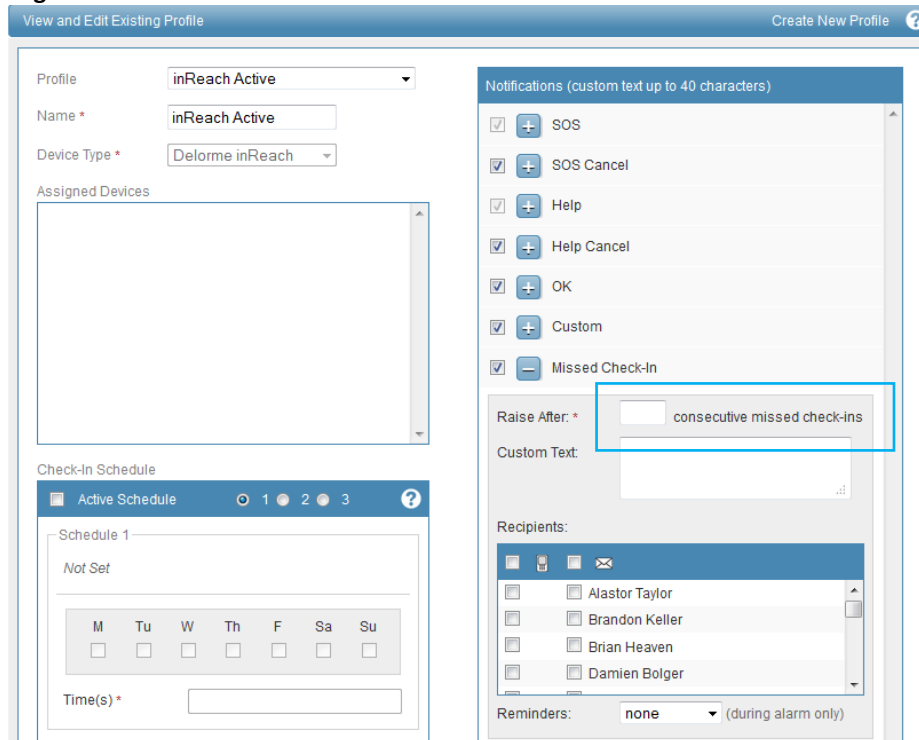 View and Edit Existing Profile Create New Profile ?
Profile inReach Active
Name * inReach Active
Device Type * Delorme inReach
Assigned Devices
Check-In Schedule
Active Schedule 1 2 3 ?
Schedule 1
Not Set
M Tu W Th F Sa Su
Time(s) *
Notifications (custom text up to 40 characters)
SOS
SOS Cancel
Help
Help Cancel
OK
Custom
Missed Check-In
Raise After: * consecutive missed check-ins
Custom Text:
Recipients:
Alastor Taylor
Brandon Keller
Brian Heaven
Damien Bolger
Reminders: none (during alarm only)